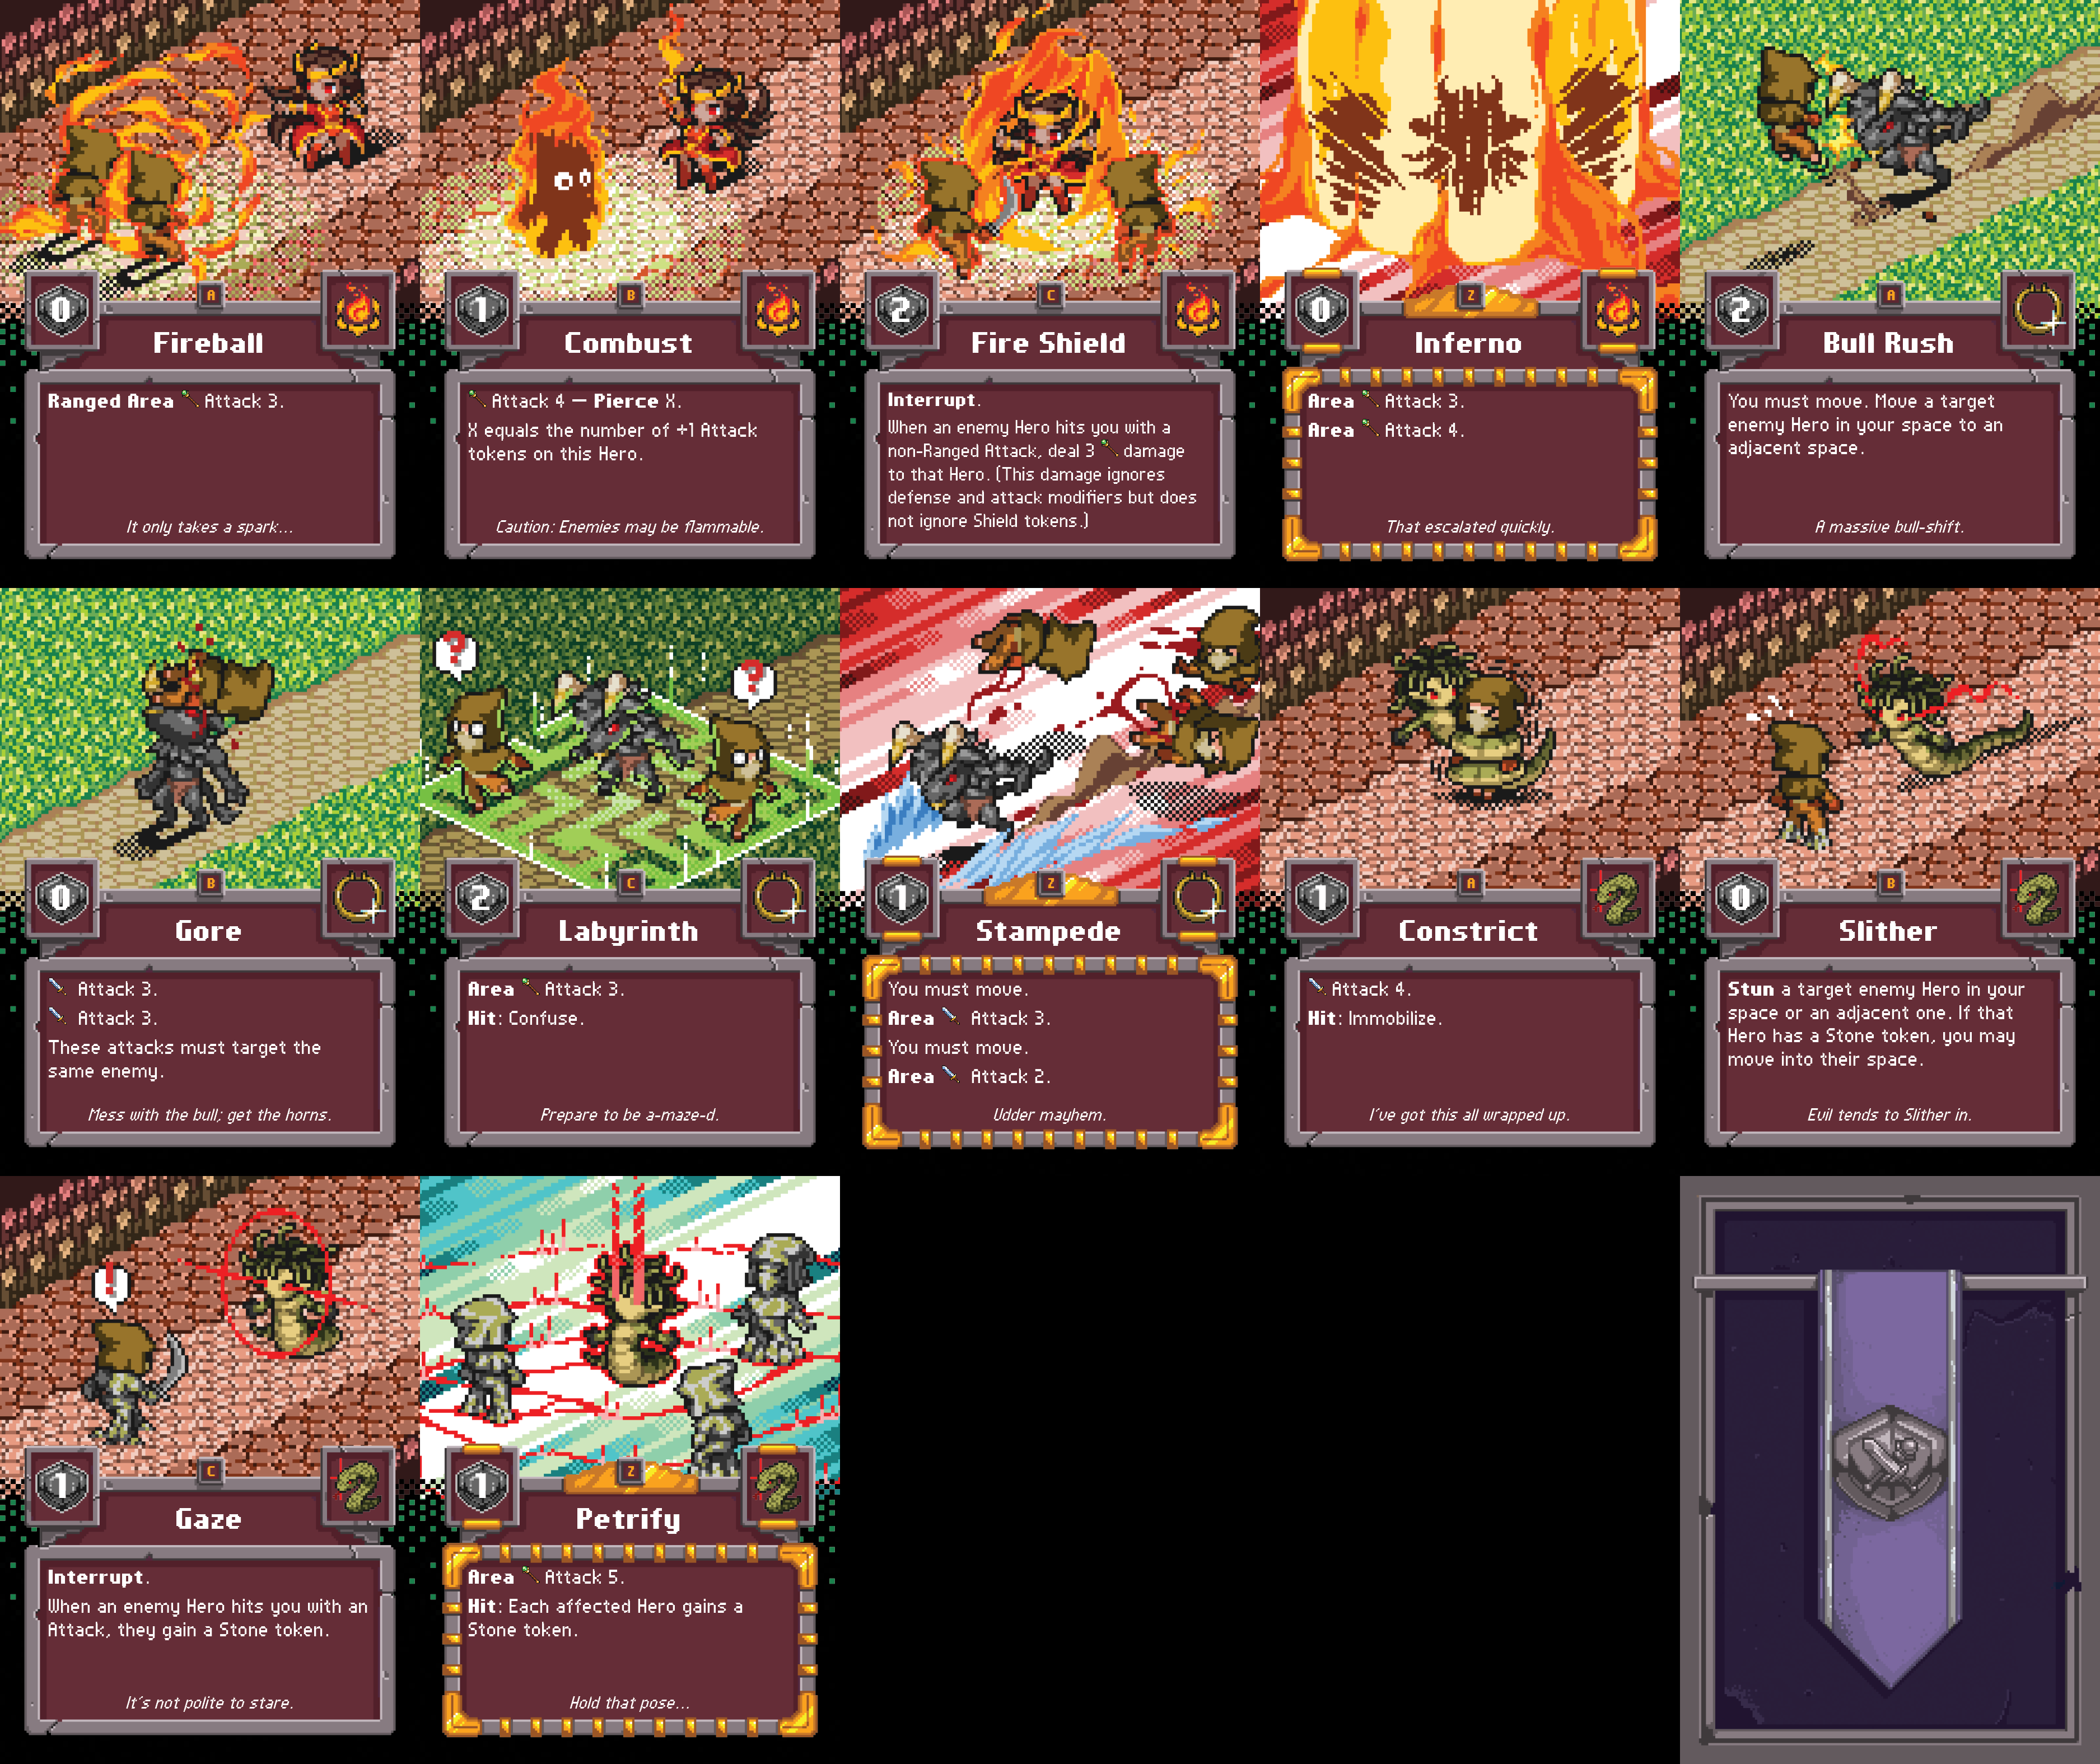 0
A
Fireball
Ranged Area Attack 3.
It only takes a spark...
1
B
Combust
Attack 4 — Pierce X.
X equals the number of +1 Attack
tokens on this Hero.
Caution: Enemies may be flammable.
2
C
Fire Shield
Interrupt.
When an enemy Hero hits you with a
non-Ranged Attack, deal 3 damage
to that Hero. (This damage ignores
defense and attack modifiers but does
not ignore Shield tokens.)
0
Z
Inferno
Area Attack 3.
Area Attack 4.
That escalated quickly.
2
A
Bull Rush
You must move. Move a target
enemy Hero in your space to an
adjacent space.
A massive bull-shift.
0
B
Gore
Attack 3.
Attack 3.
These attacks must target the
same enemy.
Mess with the bull; get the horns.
?
?
2
C
Labyrinth
Area Attack 3.
Hit: Confuse.
Prepare to be a-maze-d.
1
Z
Stampede
You must move.
Area Attack 3.
You must move.
Area Attack 2.
Udder mayhem.
1
A
Constrict
Attack 4.
Hit: Immobilize.
I've got this all wrapped up.
0
B
Slither
Stun a target enemy Hero in your
space or an adjacent one. If that
Hero has a Stone token, you may
move into their space.
Evil tends to Slither in.
!
1
C
Gaze
Interrupt.
When an enemy Hero hits you with an
Attack, they gain a Stone token.
It's not polite to stare.
1
Z
Petrify
Area Attack 5.
Hit: Each affected Hero gains a
Stone token.
Hold that pose...